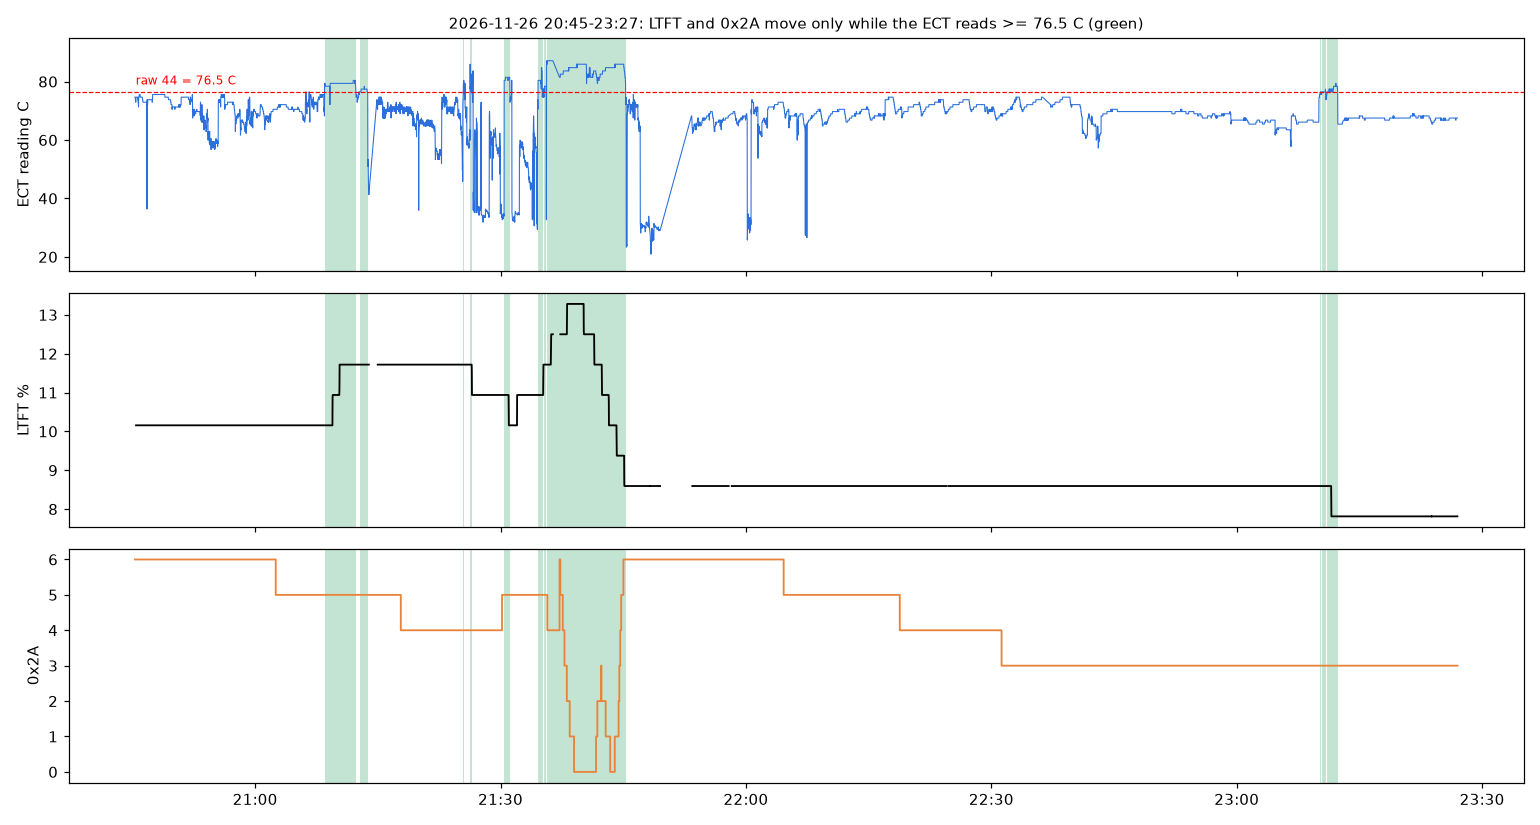 2026-11-26 20:45-23:27: LTFT and 0x2A move only while the ECT reads >= 76.5 C (green)
raw 44 = 76.5 C
ECT reading C
80
60
40
20
LTFT %
13
12
11
10
9
8
0x2A
6
5
4
3
2
1
0
21:00 21:30 22:00 22:30 23:00 23:30